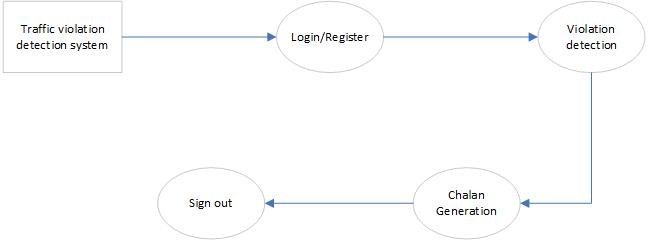 Traffic violation
detection system
Login/Register
Violation
detection
Chalan
Generation
Sign out